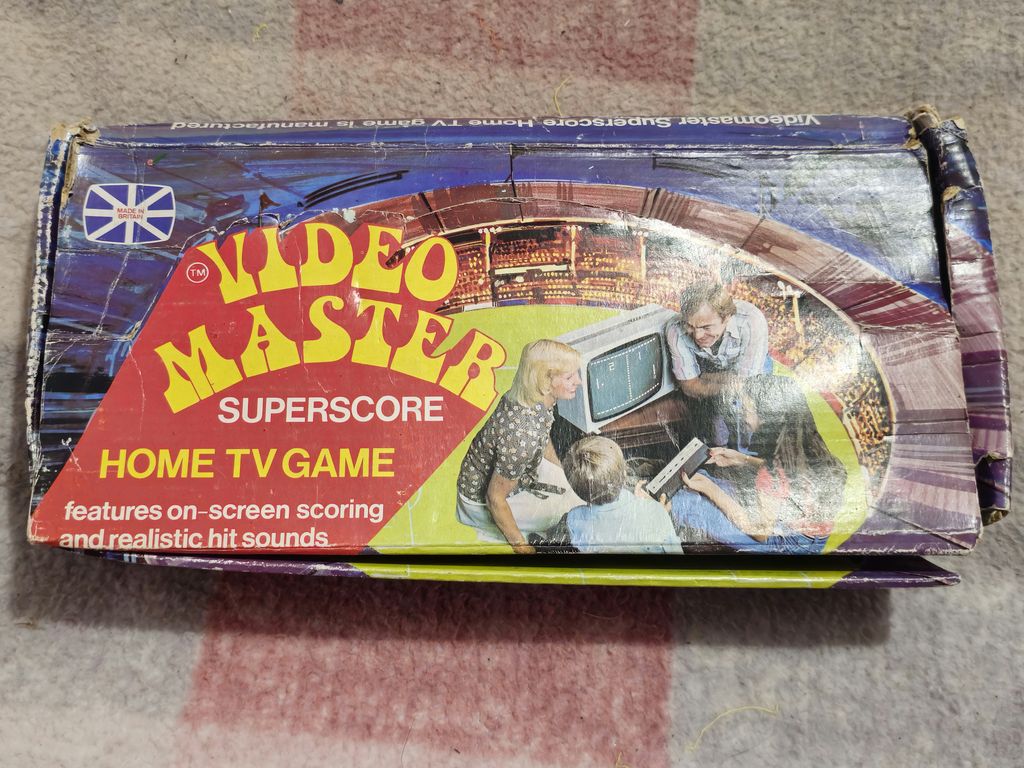 Videomaster Superscore Home TV game is manufactured
MADE IN
BRITAIN
TM
VIDEO
MASTER
SUPERSCORE
HOME TV GAME
features on-screen scoring
and realistic hit sounds